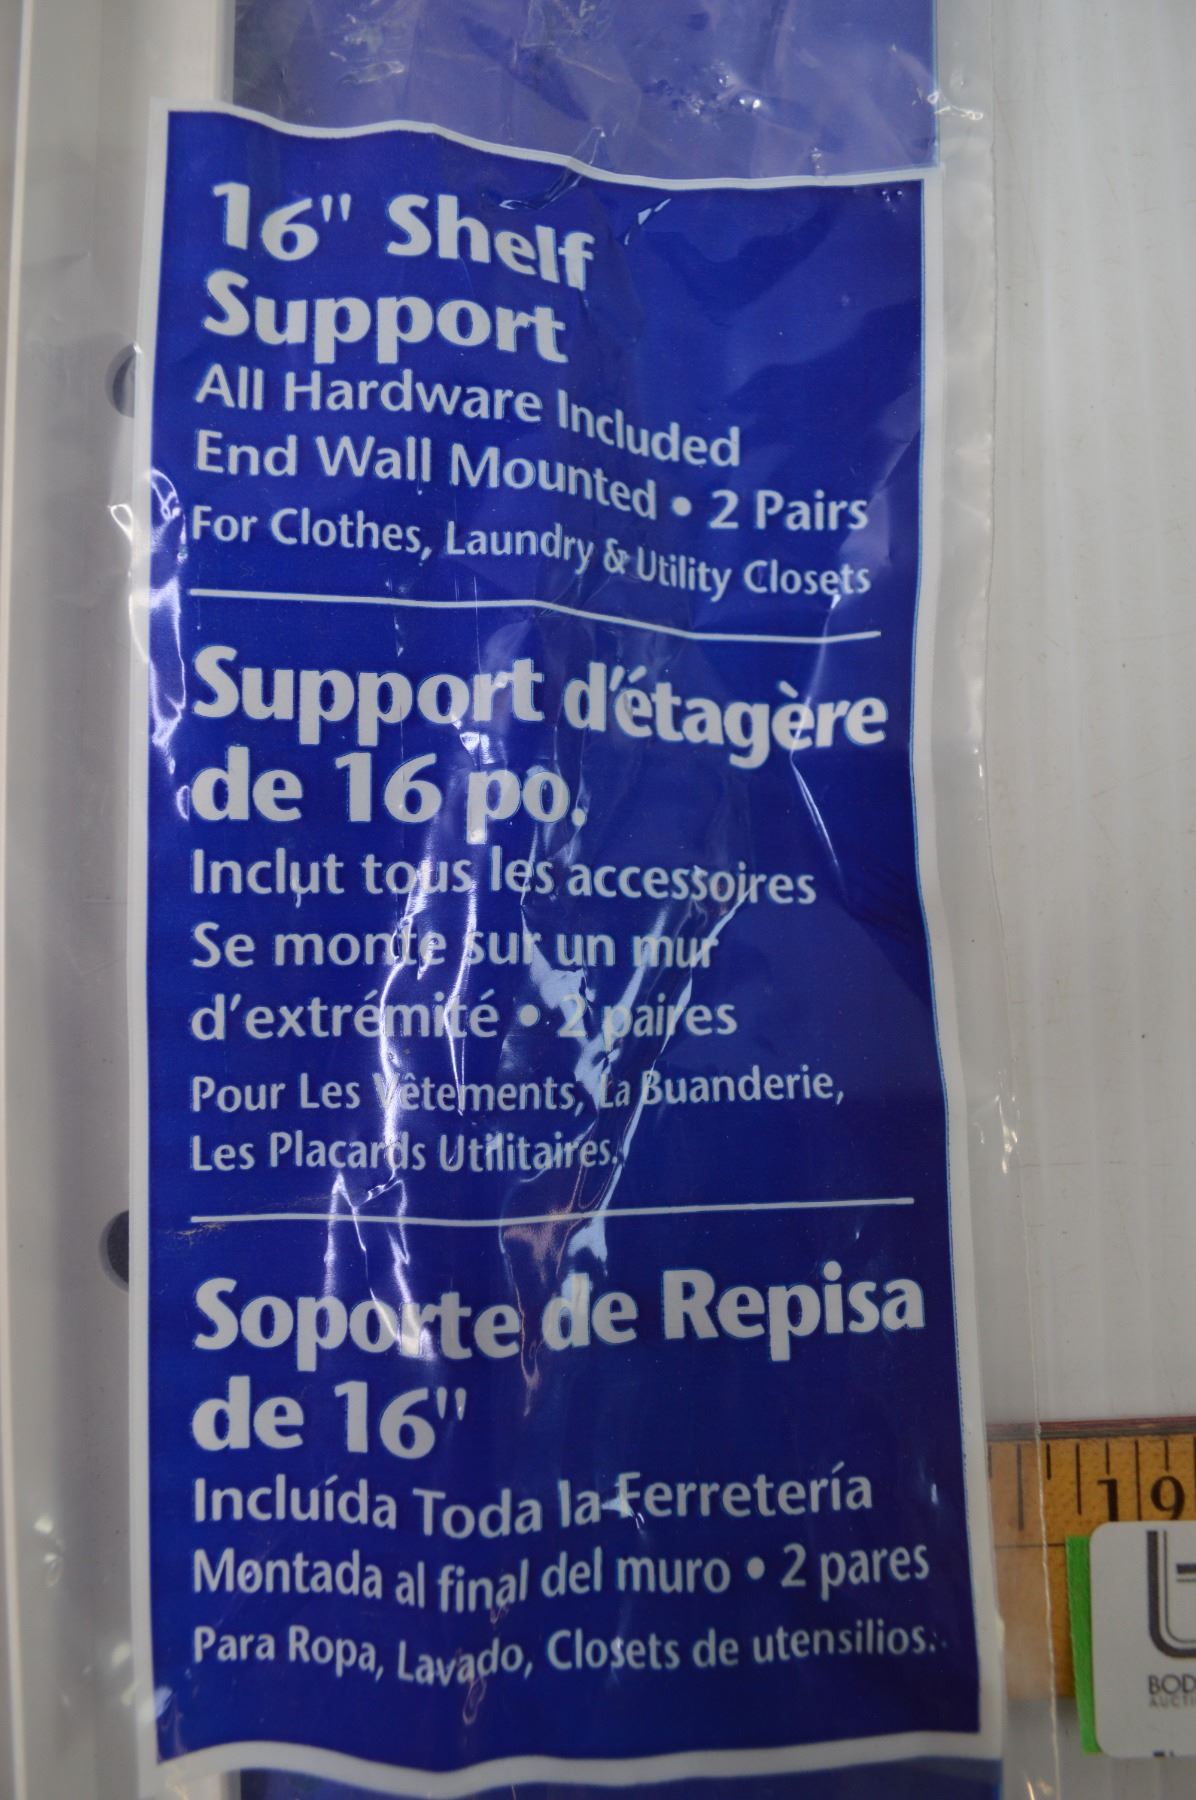 16" Shelf
Support
All Hardware Included
End Wall Mounted • 2 Pairs
For Clothes, Laundry & Utility Closets
Support d'étagère
de 16 po.
Inclut tous les accessoires
Se monte sur un mur
d'extrémité • 2 paires
Pour Les Vêtements, La Buanderie,
Les Placards Utilitaires.
Soporte de Repisa
de 16"
Incluída Toda la Ferretería
Montada al final del muro • 2 pares
Para Ropa, Lavado, Closets de utensilios.
19